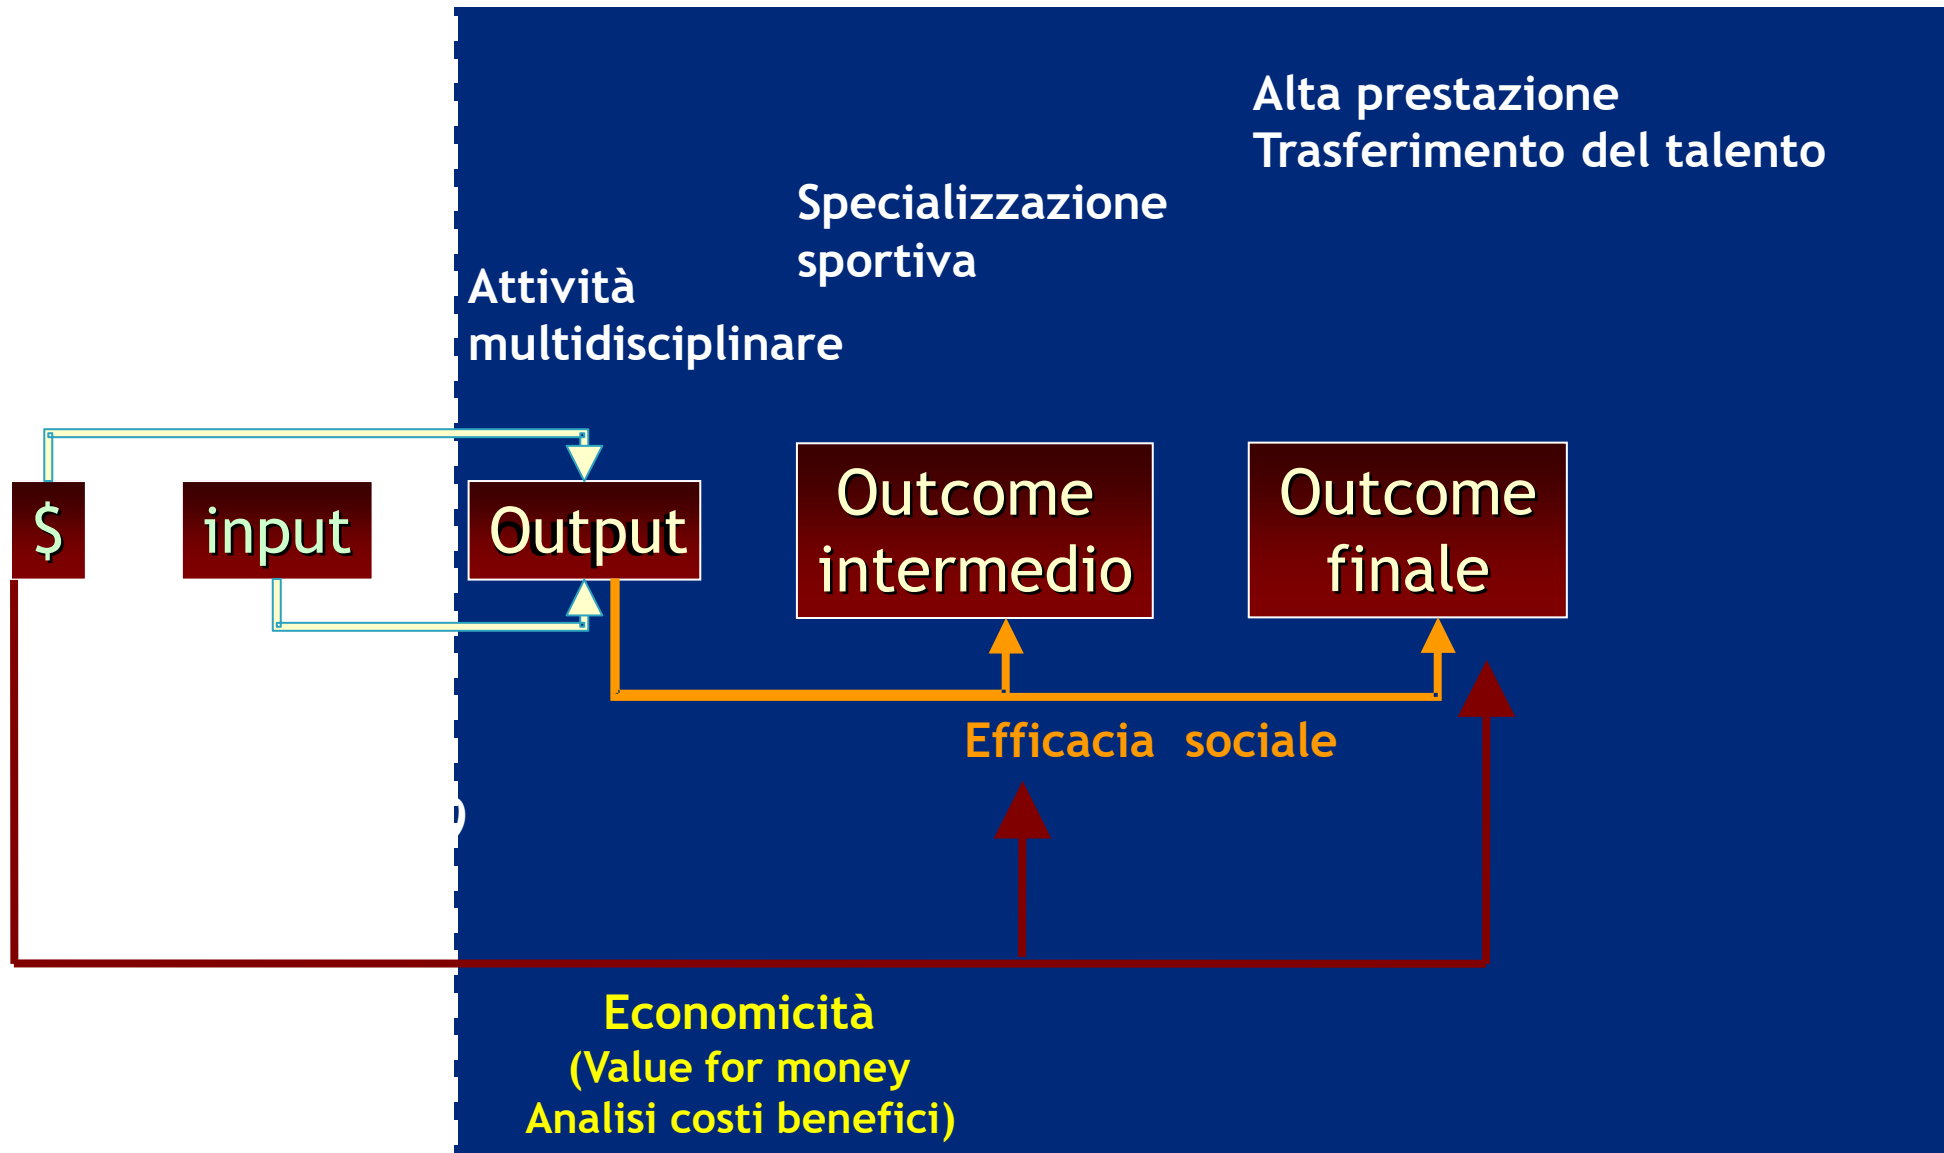 Alta prestazione
Trasferimento del talento
Specializzazione
sportiva
Attività
multidisciplinare
$
input
Output
Outcome
intermedio
Outcome
finale
Efficacia sociale
Economicità
(Value for money
Analisi costi benefici)